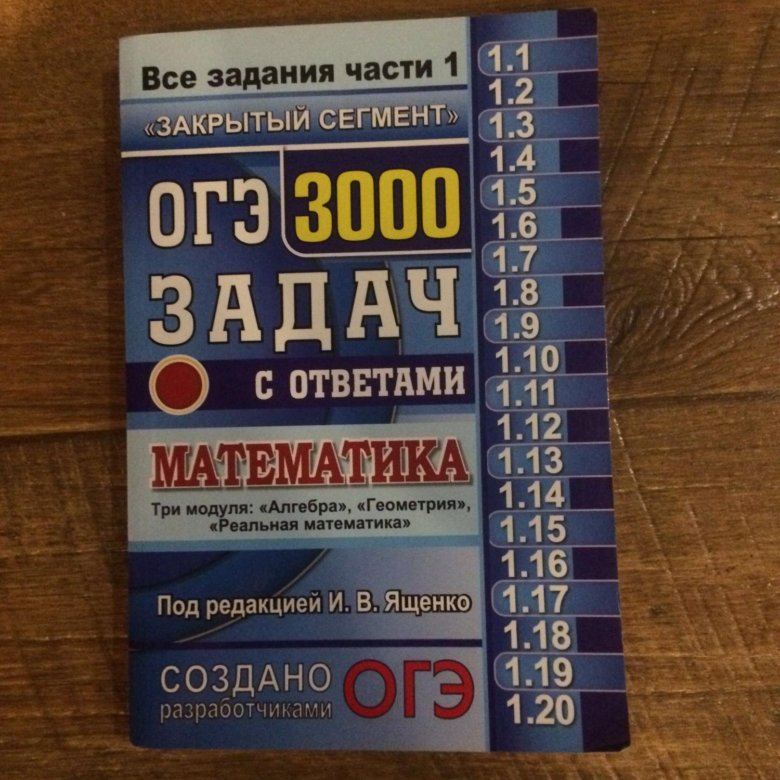 Все задания части 1
«ЗАКРЫТЫЙ СЕГМЕНТ»
ОГЭ 3000
ЗАДАЧ
С ОТВЕТАМИ
МАТЕМАТИКА
Три модуля: «Алгебра», «Геометрия»,
«Реальная математика»
Под редакцией И. В. Ященко
СОЗДАНО
разработчиками
ОГЭ
1.1
1.2
1.3
1.4
1.5
1.6
1.7
1.8
1.9
1.10
1.11
1.12
1.13
1.14
1.15
1.16
1.17
1.18
1.19
1.20